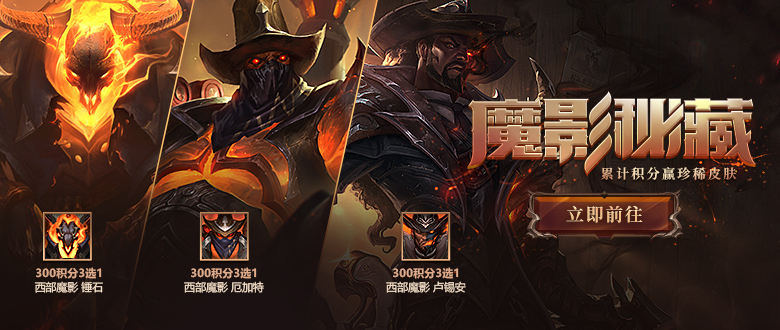 魔影秘藏
累计积分赢珍稀皮肤
立即前往
300积分3选1
西部魔影 锤石
300积分3选1
西部魔影 厄加特
300积分3选1
西部魔影 卢锡安